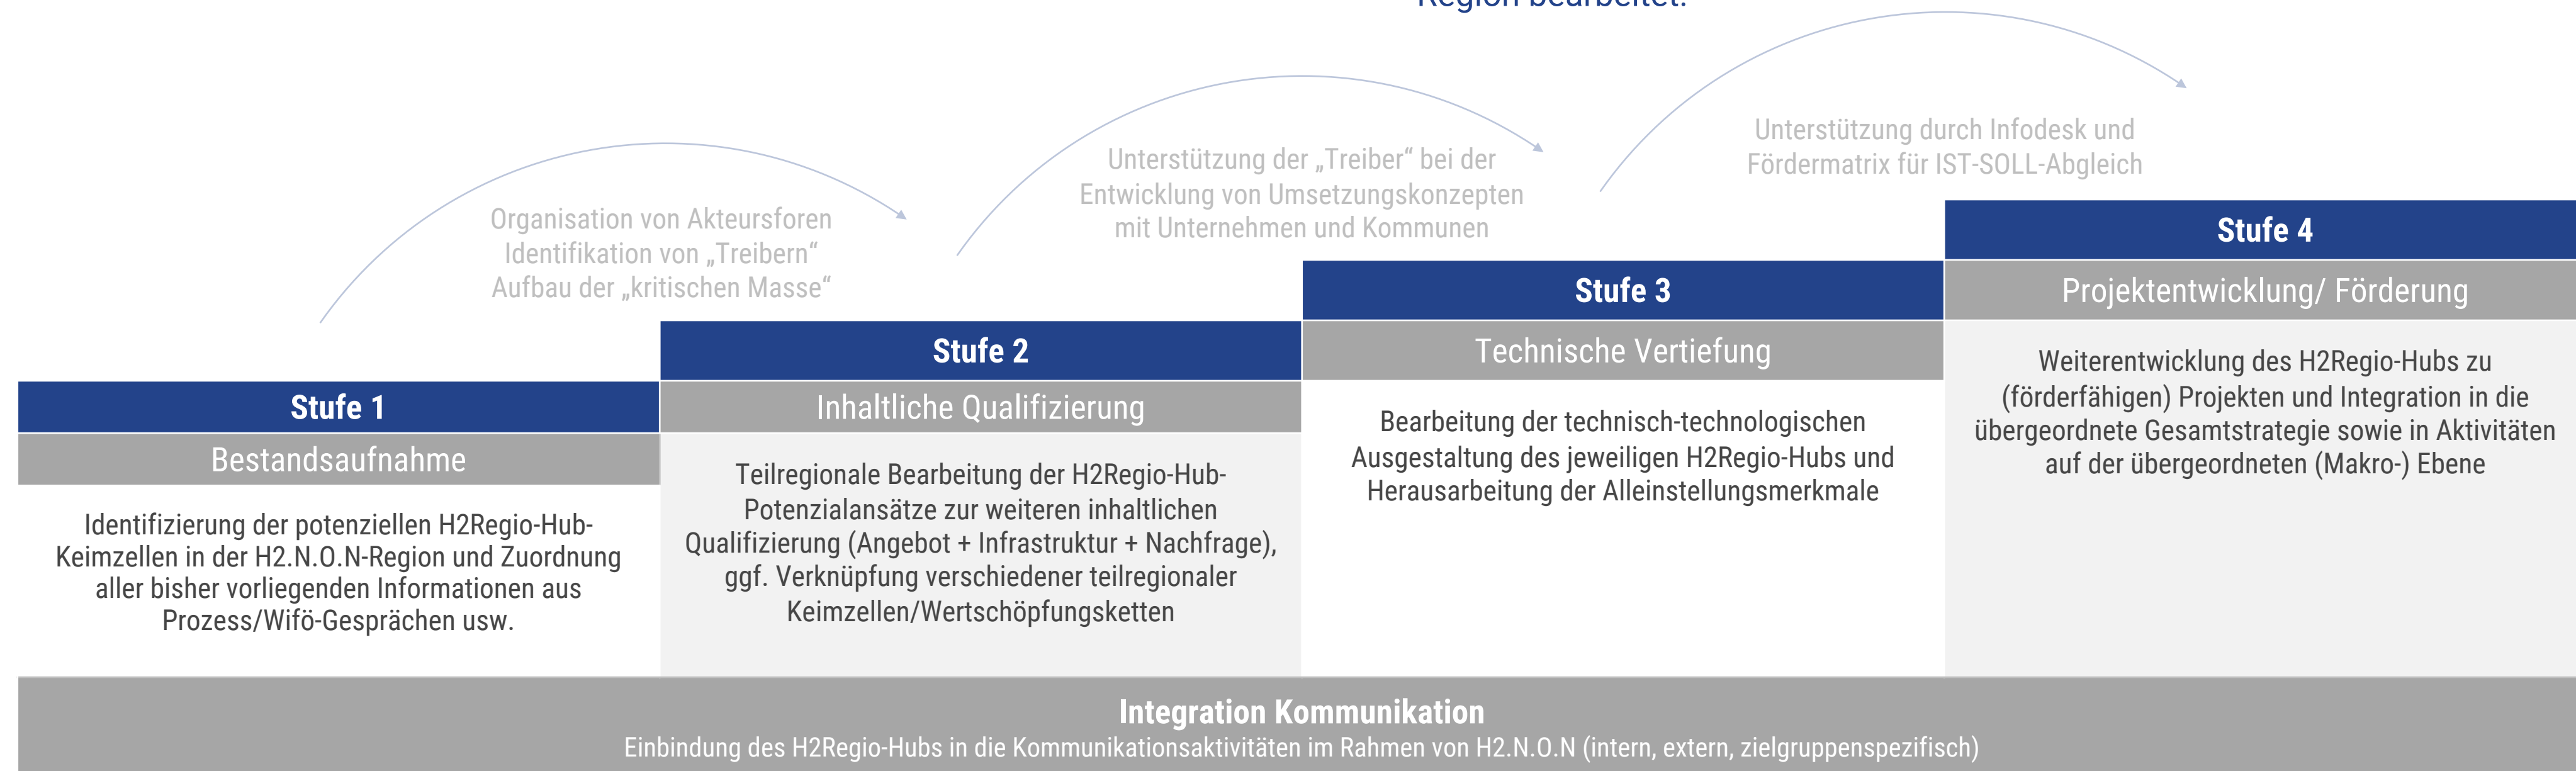 Region bearbeitet.
Organisation von Akteursforen
Identifikation von „Treibern“
Aufbau der „kritischen Masse“
Unterstützung der „Treiber“ bei der
Entwicklung von Umsetzungskonzepten
mit Unternehmen und Kommunen
Unterstützung durch Infodesk und
Fördermatrix für IST-SOLL-Abgleich
Stufe 1
Bestandsaufnahme
Identifizierung der potenziellen H2Regio-Hub-
Keimzellen in der H2.N.O.N-Region und Zuordnung
aller bisher vorliegenden Informationen aus
Prozess/Wifö-Gesprächen usw.
Stufe 2
Inhaltliche Qualifizierung
Teilregionale Bearbeitung der H2Regio-Hub-
Potenzialansätze zur weiteren inhaltlichen
Qualifizierung (Angebot + Infrastruktur + Nachfrage),
ggf. Verknüpfung verschiedener teilregionaler
Keimzellen/Wertschöpfungsketten
Stufe 3
Technische Vertiefung
Bearbeitung der technisch-technologischen
Ausgestaltung des jeweiligen H2Regio-Hubs und
Herausarbeitung der Alleinstellungsmerkmale
Stufe 4
Projektentwicklung/ Förderung
Weiterentwicklung des H2Regio-Hubs zu
(förderfähigen) Projekten und Integration in die
übergeordnete Gesamtstrategie sowie in Aktivitäten
auf der übergeordneten (Makro-) Ebene
Integration Kommunikation
Einbindung des H2Regio-Hubs in die Kommunikationsaktivitäten im Rahmen von H2.N.O.N (intern, extern, zielgruppenspezifisch)